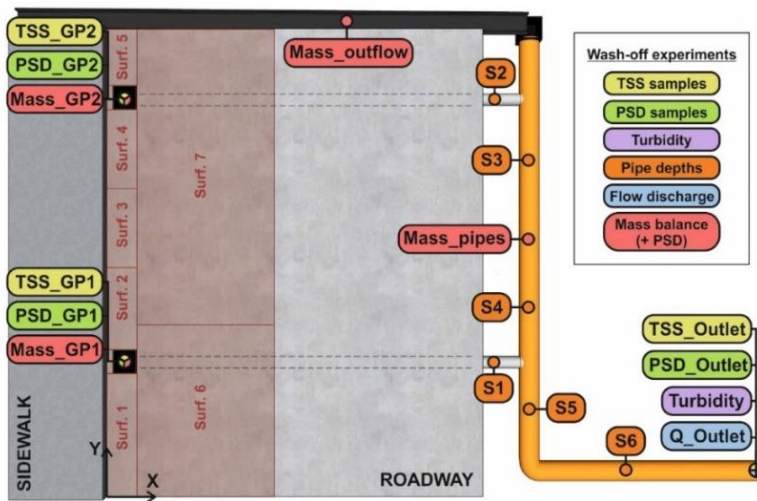 TSS_GP2
PSD_GP2
Mass_GP2
Surf. 5
Mass_outflow
S2
Surf. 4
Surf. 7
S3
Surf. 3
Mass_pipes
TSS_GP1
PSD_GP1
Mass_GP1
Surf. 2
S4
S1
Surf. 1
Surf. 6
S5
S6
SIDEWALK
Y
X
ROADWAY
Wash-off experiments
TSS samples
PSD samples
Turbidity
Pipe depths
Flow discharge
Mass balance
(+ PSD)
TSS_Outlet
PSD_Outlet
Turbidity
Q_Outlet